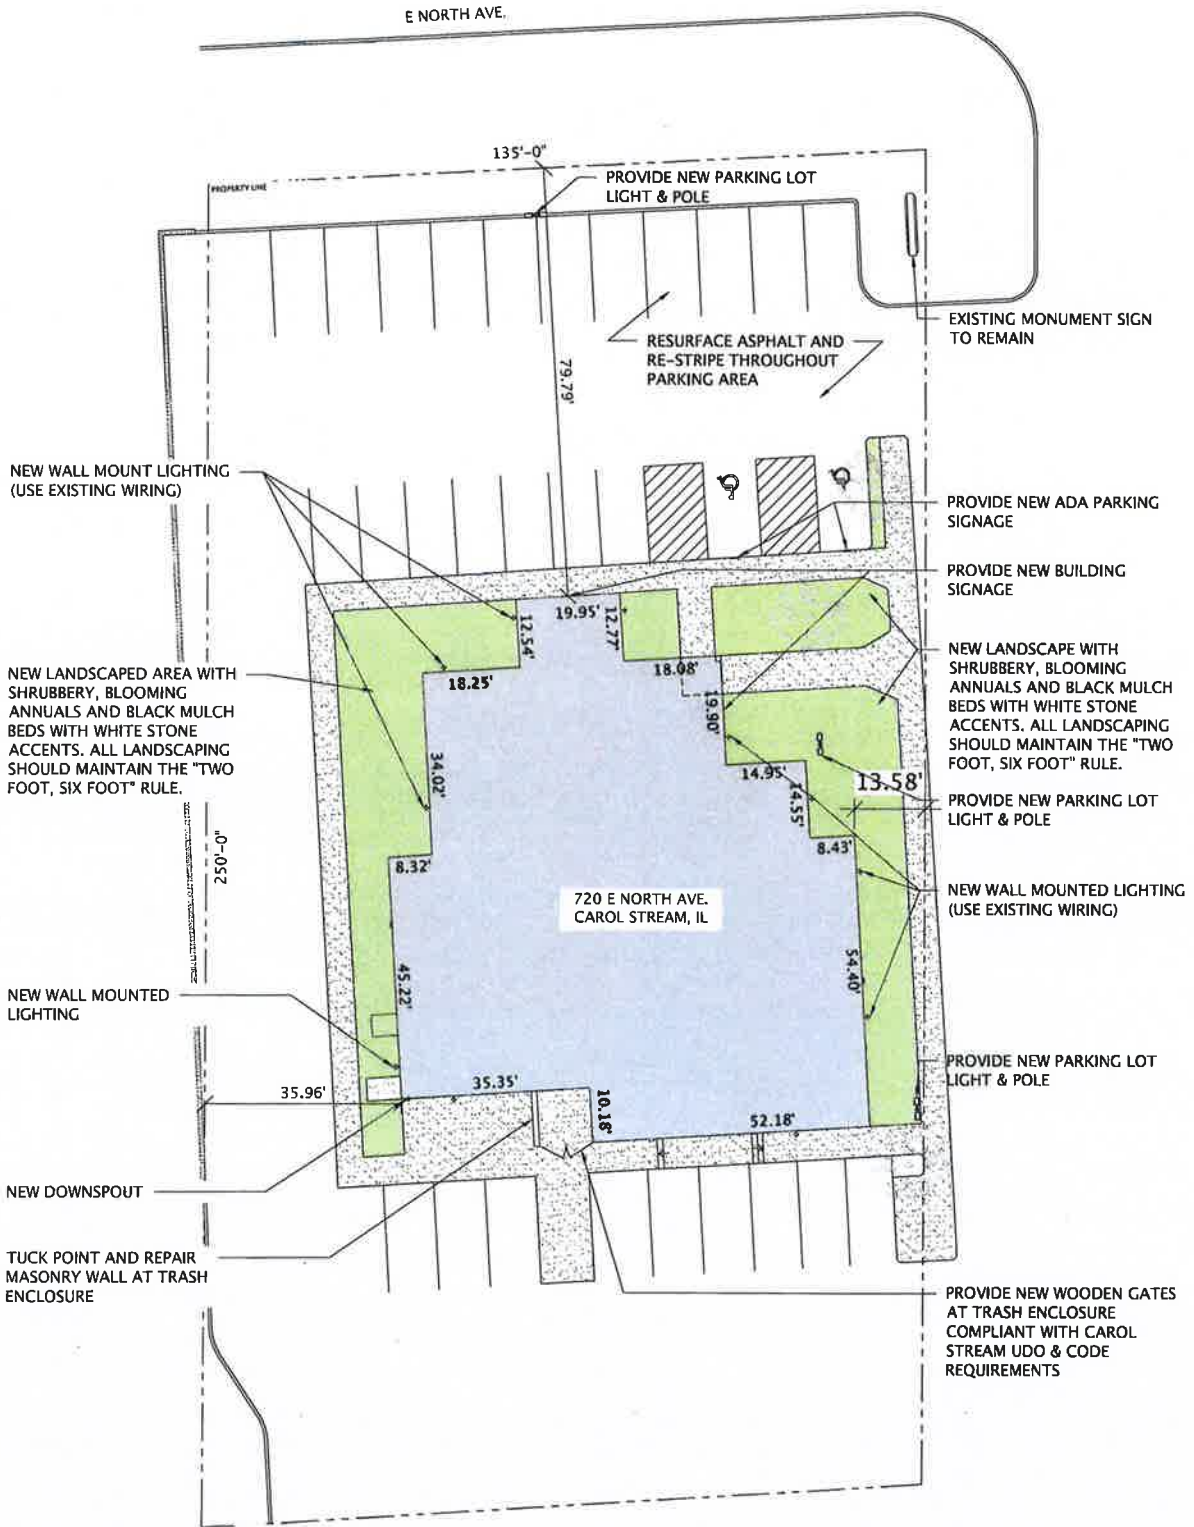 E NORTH AVE.
135'-0"
PROPERTY LINE
PROVIDE NEW PARKING LOT
LIGHT & POLE
EXISTING MONUMENT SIGN
TO REMAIN
RESURFACE ASPHALT AND
RE-STRIPE THROUGHOUT
PARKING AREA
79.79'
NEW WALL MOUNT LIGHTING
(USE EXISTING WIRING)
PROVIDE NEW ADA PARKING
SIGNAGE
PROVIDE NEW BUILDING
SIGNAGE
19.95'
12.54'
12.77'
18.25'
18.08'
19.90'
NEW LANDSCAPED AREA WITH
SHRUBBERY, BLOOMING
ANNUALS AND BLACK MULCH
BEDS WITH WHITE STONE
ACCENTS. ALL LANDSCAPING
SHOULD MAINTAIN THE "TWO
FOOT, SIX FOOT" RULE.
NEW LANDSCAPE WITH
SHRUBBERY, BLOOMING
ANNUALS AND BLACK MULCH
BEDS WITH WHITE STONE
ACCENTS. ALL LANDSCAPING
SHOULD MAINTAIN THE "TWO
FOOT, SIX FOOT" RULE.
34.02'
14.95'
14.55'
13.58'
PROVIDE NEW PARKING LOT
LIGHT & POLE
250'-0"
8.32'
8.43'
720 E NORTH AVE.
CAROL STREAM, IL
NEW WALL MOUNTED LIGHTING
(USE EXISTING WIRING)
45.22'
54.40'
NEW WALL MOUNTED
LIGHTING
PROVIDE NEW PARKING LOT
LIGHT & POLE
35.96'
35.35'
10.18'
52.18'
NEW DOWNSPOUT
TUCK POINT AND REPAIR
MASONRY WALL AT TRASH
ENCLOSURE
PROVIDE NEW WOODEN GATES
AT TRASH ENCLOSURE
COMPLIANT WITH CAROL
STREAM UDO & CODE
REQUIREMENTS